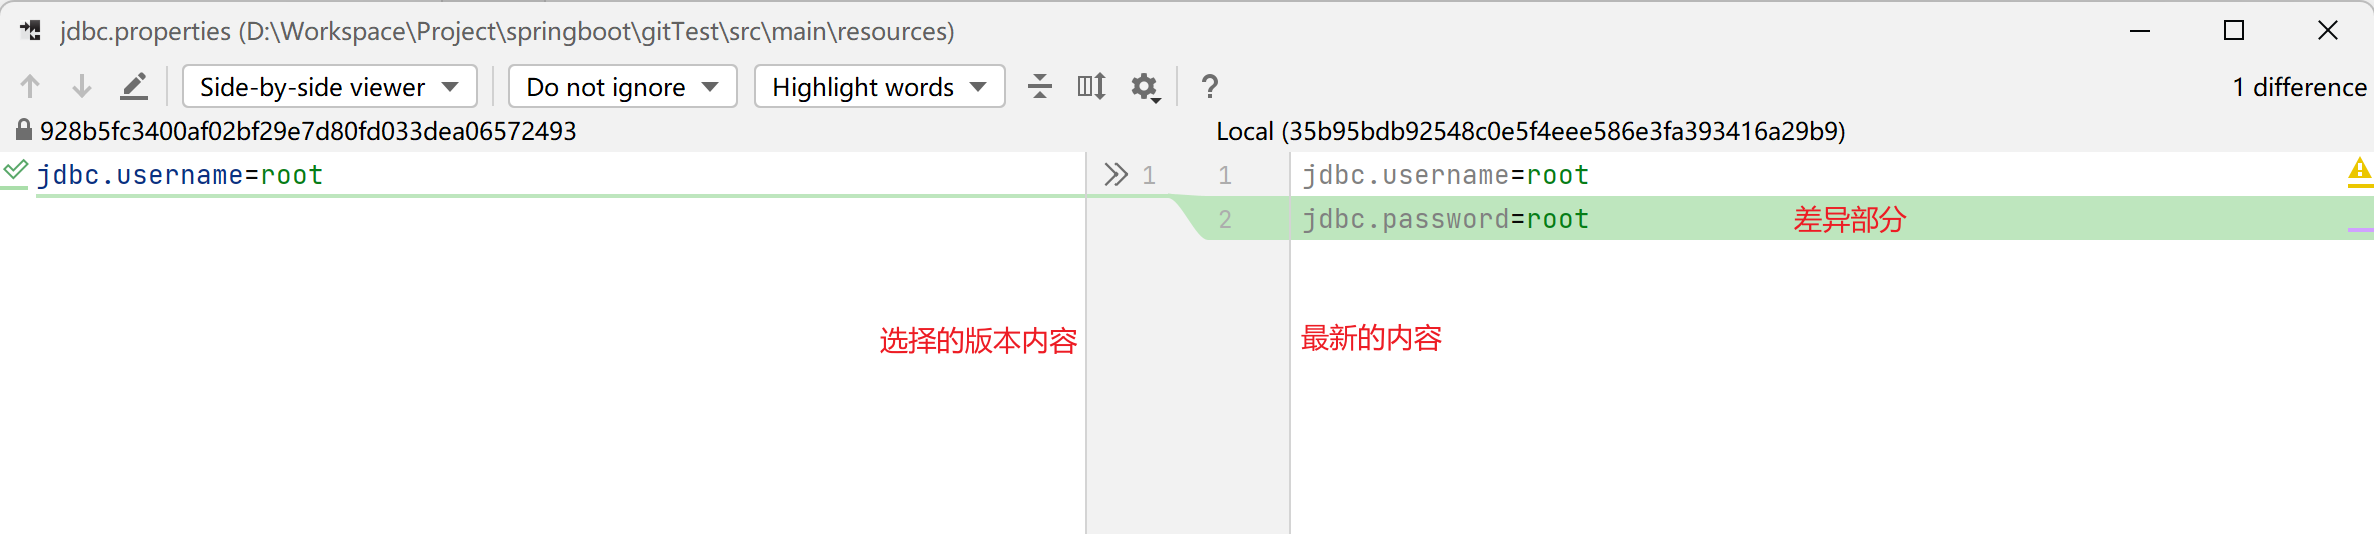 jdbc.properties (D:\Workspace\Project\springboot\gitTest\src\main\resources)
Side-by-side viewer Do not ignore Highlight words ? 1 difference
928b5fc3400af02bf29e7d80fd033dea06572493 Local (35b95bdb92548c0e5f4eee586e3fa393416a29b9)
jdbc.username=root 1 1 jdbc.username=root
2 jdbc.password=root 差异部分
选择的版本内容 最新的内容